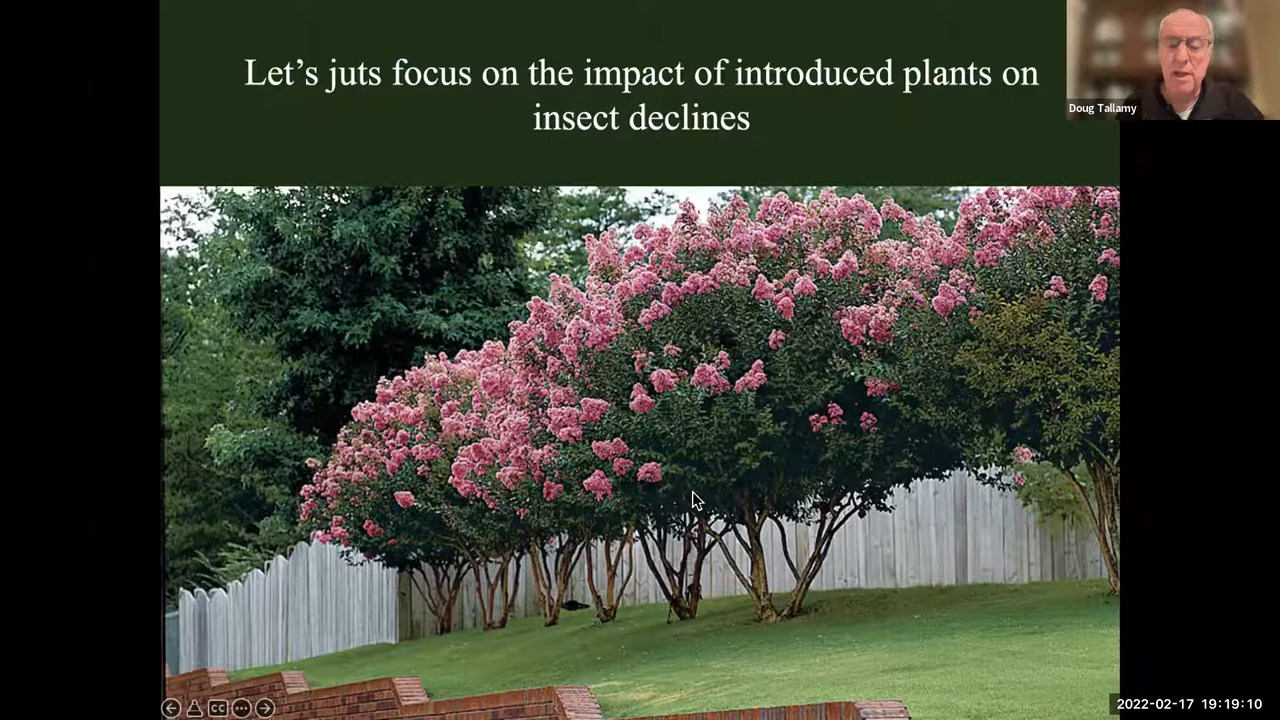 Let's juts focus on the impact of introduced plants on
insect declines
Doug Tallamy
CC
2022-02-17 19:19:10